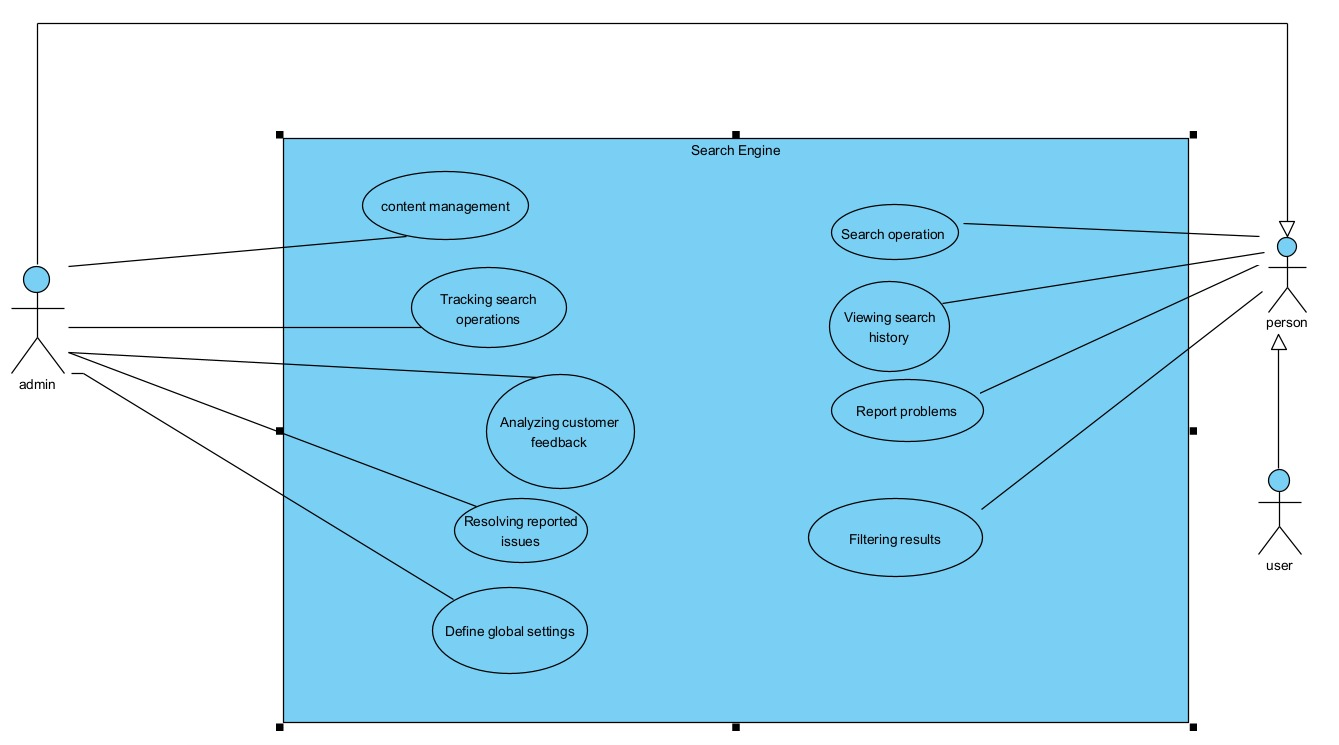 Search Engine
content management
Tracking search
operations
Analyzing customer
feedback
Resolving reported
issues
Define global settings
Search operation
Viewing search
history
Report problems
Filtering results
admin
person
user